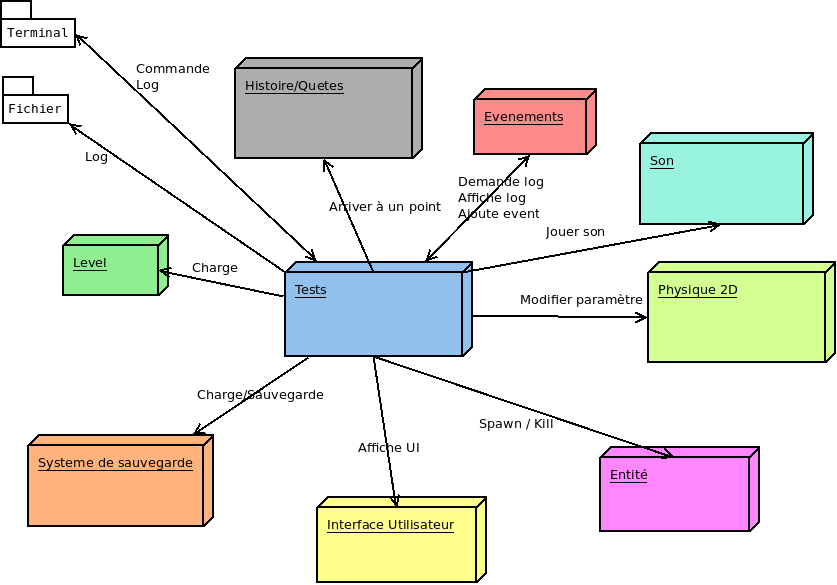 Terminal
Commande
Log
Histoire/Quetes
Evenements
Fichier
Son
Log
Demande log
Affiche log
Ajoute event
Arriver à un point
Jouer son
Level
Charge
Tests
Physique 2D
Modifier paramètre
Charge/Sauvegarde
Spawn / Kill
Affiche UI
Systeme de sauvegarde
Entité
Interface Utilisateur